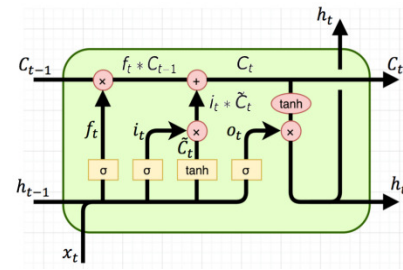 h_t
C_{t-1} × f_t * C_{t-1} + C_t C_t
tanh
i_t * C̃_t
f_t i_t × o_t ×
C̃_t
σ σ tanh σ
h_{t-1} h_t
x_t